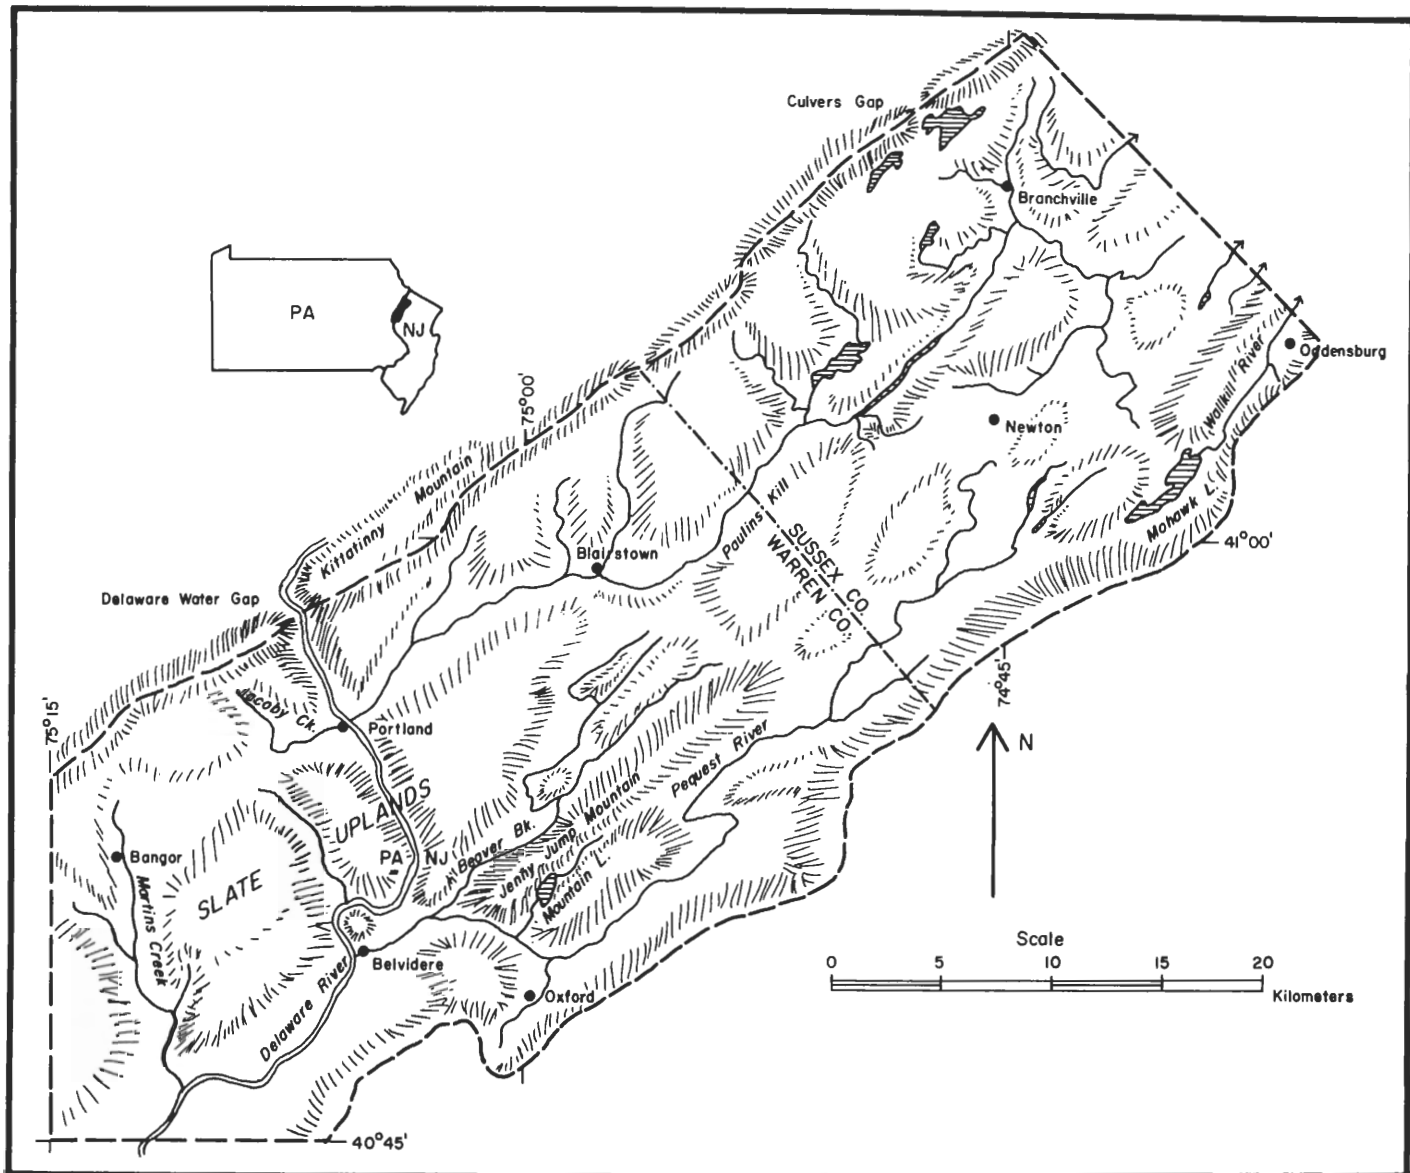 Culvers Gap
Branchville
PA
NJ
Ogdensburg
Wallkill River
75°00'
Newton
Kittatinny Mountain
Mohawk L.
Paulins Kill
41°00'
SUSSEX CO.
WARREN CO.
Blairstown
Delaware Water Gap
74°45'
75°15'
Jacoby Ck.
Portland
N
Pequest River
UPLANDS
PA
NJ
Beaver Bk.
Jenny Jump Mountain
Mountain L.
Bangor
SLATE
Martins Creek
Belvidere
Delaware River
Oxford
Scale
0 5 10 15 20
Kilometers
40°45'